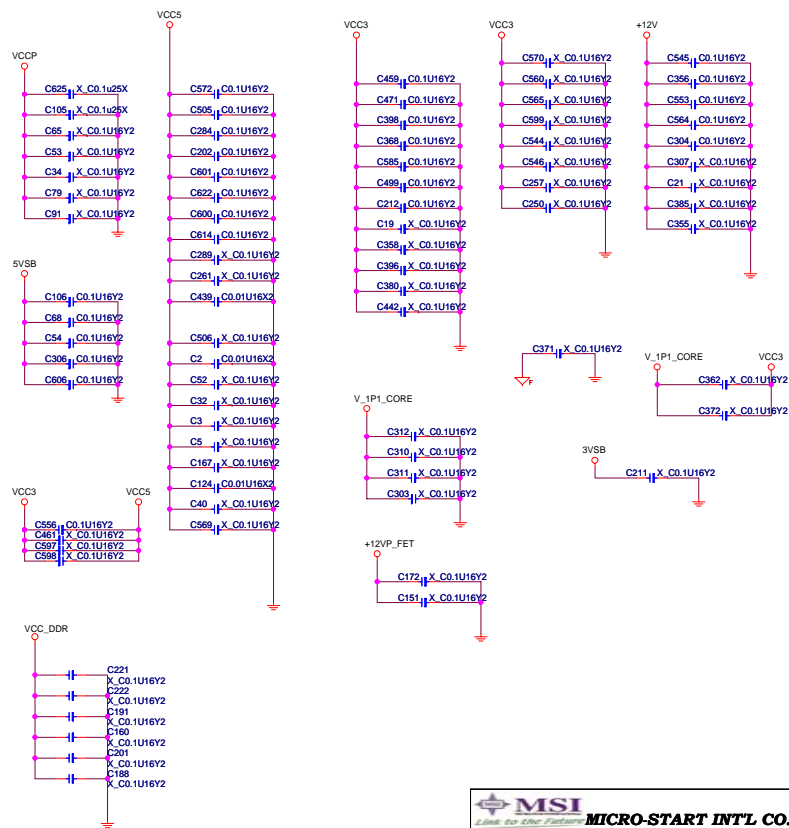 VCCP
C625 X_C0.1u25X
C105 X_C0.1u25X
C65 X_C0.1U16Y2
C53 X_C0.1U16Y2
C34 X_C0.1U16Y2
C79 X_C0.1U16Y2
C91 X_C0.1U16Y2
5VSB
C106 C0.1U16Y2
C68 C0.1U16Y2
C54 C0.1U16Y2
C306 C0.1U16Y2
C606 C0.1U16Y2
VCC3 VCC5
C556 C0.1U16Y2
C461 X_C0.1U16Y2
C597 X_C0.1U16Y2
C598 X_C0.1U16Y2
VCC_DDR
C221
X_C0.1U16Y2
C222
X_C0.1U16Y2
C191
X_C0.1U16Y2
C160
X_C0.1U16Y2
C201
X_C0.1U16Y2
C188
X_C0.1U16Y2
VCC5
C572 C0.1U16Y2
C505 C0.1U16Y2
C284 C0.1U16Y2
C202 C0.1U16Y2
C601 C0.1U16Y2
C622 C0.1U16Y2
C600 C0.1U16Y2
C614 C0.1U16Y2
C289 X_C0.1U16Y2
C261 X_C0.1U16Y2
C439 C0.01U16X2
C506 X_C0.1U16Y2
C2 C0.01U16X2
C52 X_C0.1U16Y2
C32 X_C0.1U16Y2
C3 X_C0.1U16Y2
C5 X_C0.1U16Y2
C167 X_C0.1U16Y2
C124 C0.01U16X2
C40 X_C0.1U16Y2
C569 X_C0.1U16Y2
VCC3
C459 C0.1U16Y2
C471 C0.1U16Y2
C398 C0.1U16Y2
C368 C0.1U16Y2
C585 C0.1U16Y2
C499 C0.1U16Y2
C212 C0.1U16Y2
C19 X_C0.1U16Y2
C358 X_C0.1U16Y2
C396 X_C0.1U16Y2
C380 X_C0.1U16Y2
C442 X_C0.1U16Y2
V_1P1_CORE
C312 X_C0.1U16Y2
C310 X_C0.1U16Y2
C311 X_C0.1U16Y2
C303 X_C0.1U16Y2
+12VP_FET
C172 X_C0.1U16Y2
C151 X_C0.1U16Y2
VCC3
C570 X_C0.1U16Y2
C560 X_C0.1U16Y2
C565 X_C0.1U16Y2
C599 X_C0.1U16Y2
C544 X_C0.1U16Y2
C546 X_C0.1U16Y2
C257 X_C0.1U16Y2
C250 X_C0.1U16Y2
C371 X_C0.1U16Y2
F
+12V
C545 C0.1U16Y2
C356 C0.1U16Y2
C553 C0.1U16Y2
C564 C0.1U16Y2
C304 C0.1U16Y2
C307 X_C0.1U16Y2
C21 X_C0.1U16Y2
C385 X_C0.1U16Y2
C355 X_C0.1U16Y2
V_1P1_CORE VCC3
C362 X_C0.1U16Y2
C372 X_C0.1U16Y2
3VSB
C211 X_C0.1U16Y2
MSI
Link to the Future
MICRO-START INT'L CO.